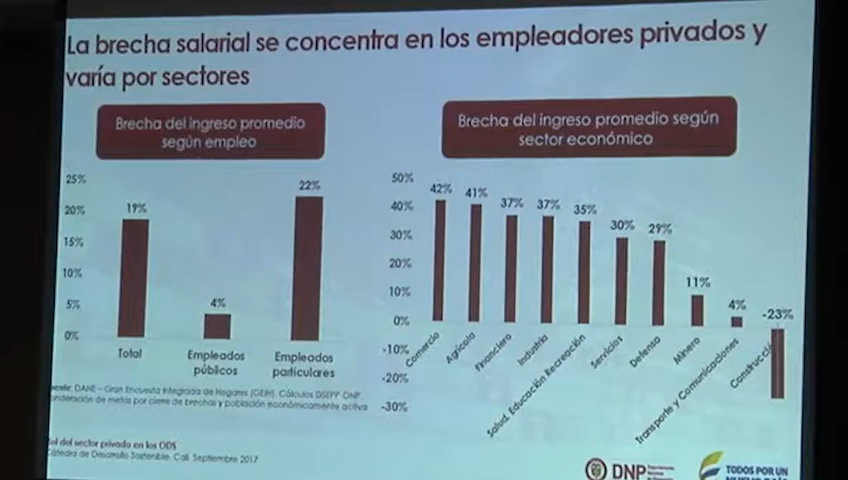 La brecha salarial se concentra en los empleadores privados y
varía por sectores
Brecha del ingreso promedio
según empleo
25%
20%
15%
10%
5%
0%
19%
4%
22%
Total
Empleados
públicos
Empleados
particulares
Brecha del ingreso promedio según
sector económico
50%
40%
30%
20%
10%
0%
-10%
-20%
-30%
42%
41%
37%
37%
35%
30%
29%
11%
4%
-23%
Comercio
Agrícola
Financiero
Industria
Salud, Educación Recreación
Servicios
Defensa
Minero
Transporte y Comunicaciones
DANE – Gran Encuesta Integrada de Hogares (GEIH). Cálculos DSEPP-DNP
de metas por cierre de brechas y población económicamente activa
del sector privado en los ODS
Cátedra de Desarrollo Sostenible. Cali, Septiembre 2017
DNP
TODOS POR UN